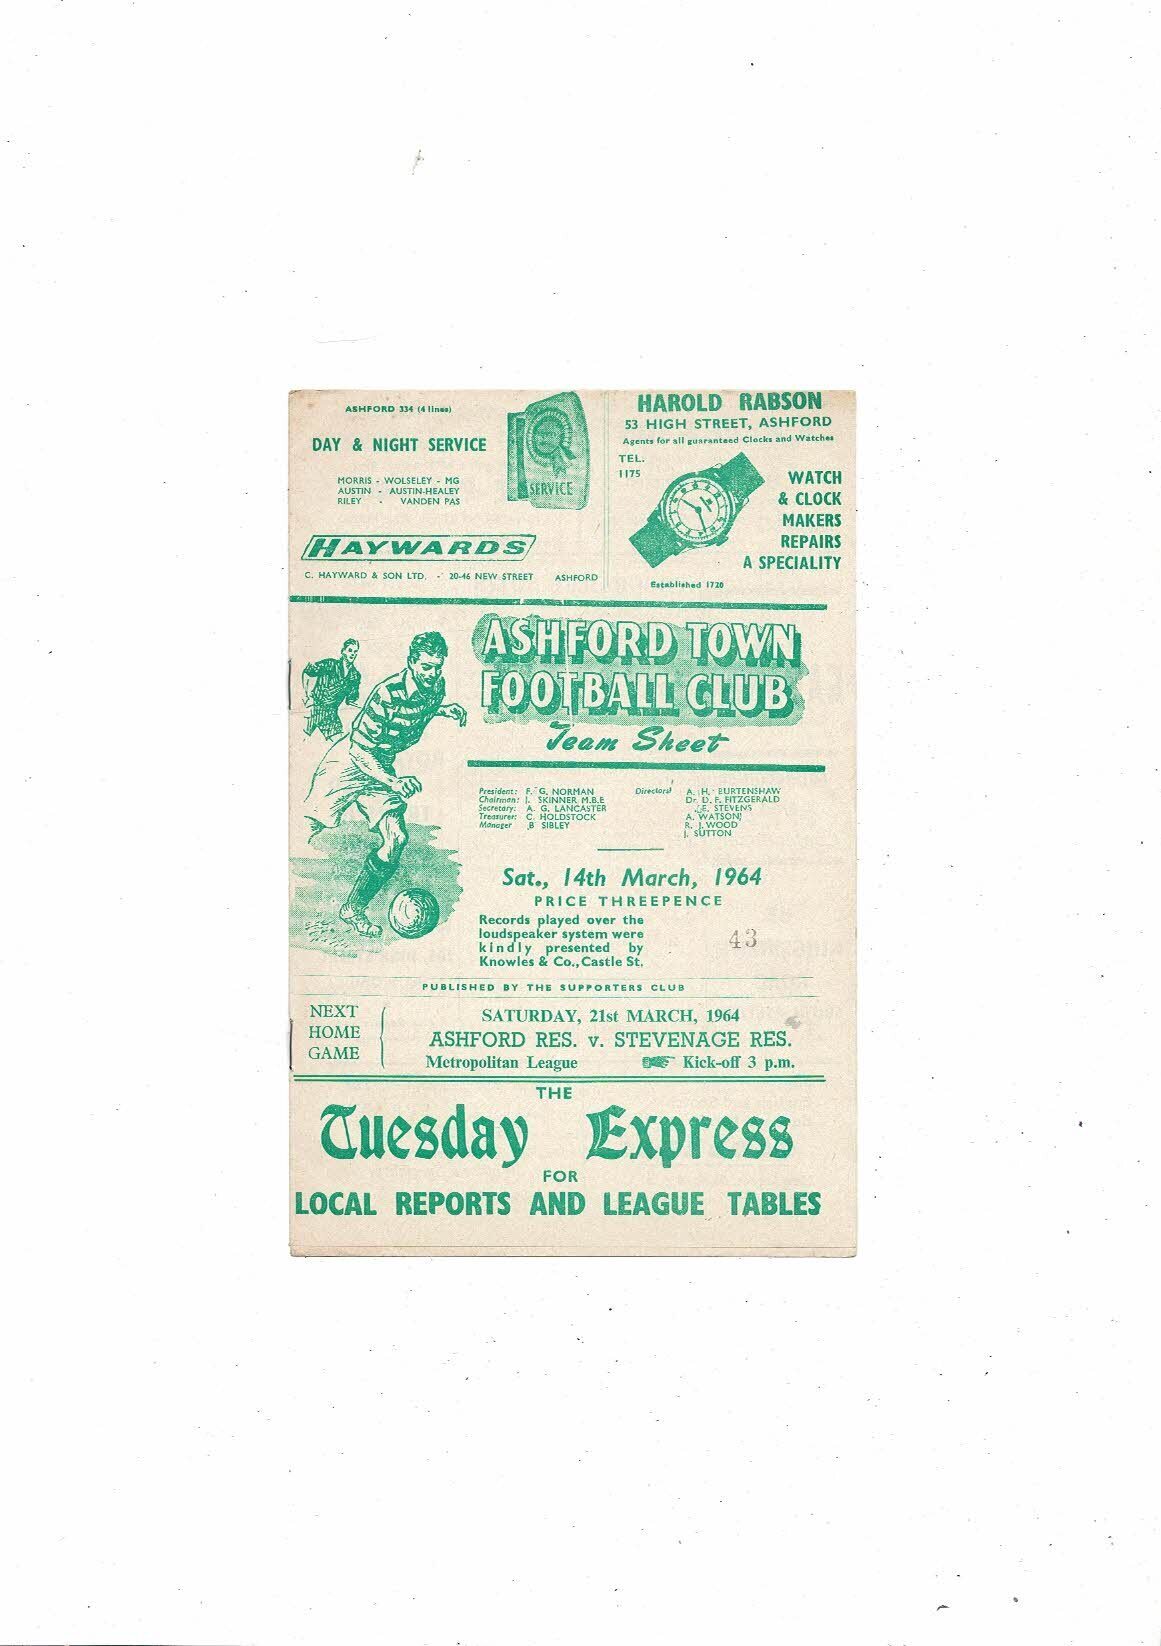 ASHFORD 334 (4 lines)
DAY & NIGHT SERVICE
MORRIS - WOLSELEY - MG
AUSTIN - AUSTIN-HEALEY
RILEY - VANDEN PAS
SERVICE
HAYWARDS
C. HAYWARD & SON LTD. - 20-46 NEW STREET ASHFORD
HAROLD RABSON
53 HIGH STREET, ASHFORD
Agents for all guaranteed Clocks and Watches
TEL.
1175
WATCH
& CLOCK
MAKERS
REPAIRS
A SPECIALITY
Established 1720
ASHFORD TOWN
FOOTBALL CLUB
Team Sheet
President: F. G. NORMAN
Chairman: J. SKINNER M.B.E
Secretary: A. G. LANCASTER
Treasurer: C. HOLDSTOCK
Manager B SIBLEY
Directors: A. H. BURTENSHAW
Dr. D. F. FITZGERALD
E. STEVENS
A. WATSON
R. J. WOOD
J. SUTTON
Sat., 14th March, 1964
PRICE THREEPENCE
Records played over the
loudspeaker system were
kindly presented by
Knowles & Co., Castle St.
43
PUBLISHED BY THE SUPPORTERS CLUB
NEXT
HOME
GAME
SATURDAY, 21st MARCH, 1964
ASHFORD RES. v. STEVENAGE RES.
Metropolitan League Kick-off 3 p.m.
THE
Tuesday Express
FOR
LOCAL REPORTS AND LEAGUE TABLES